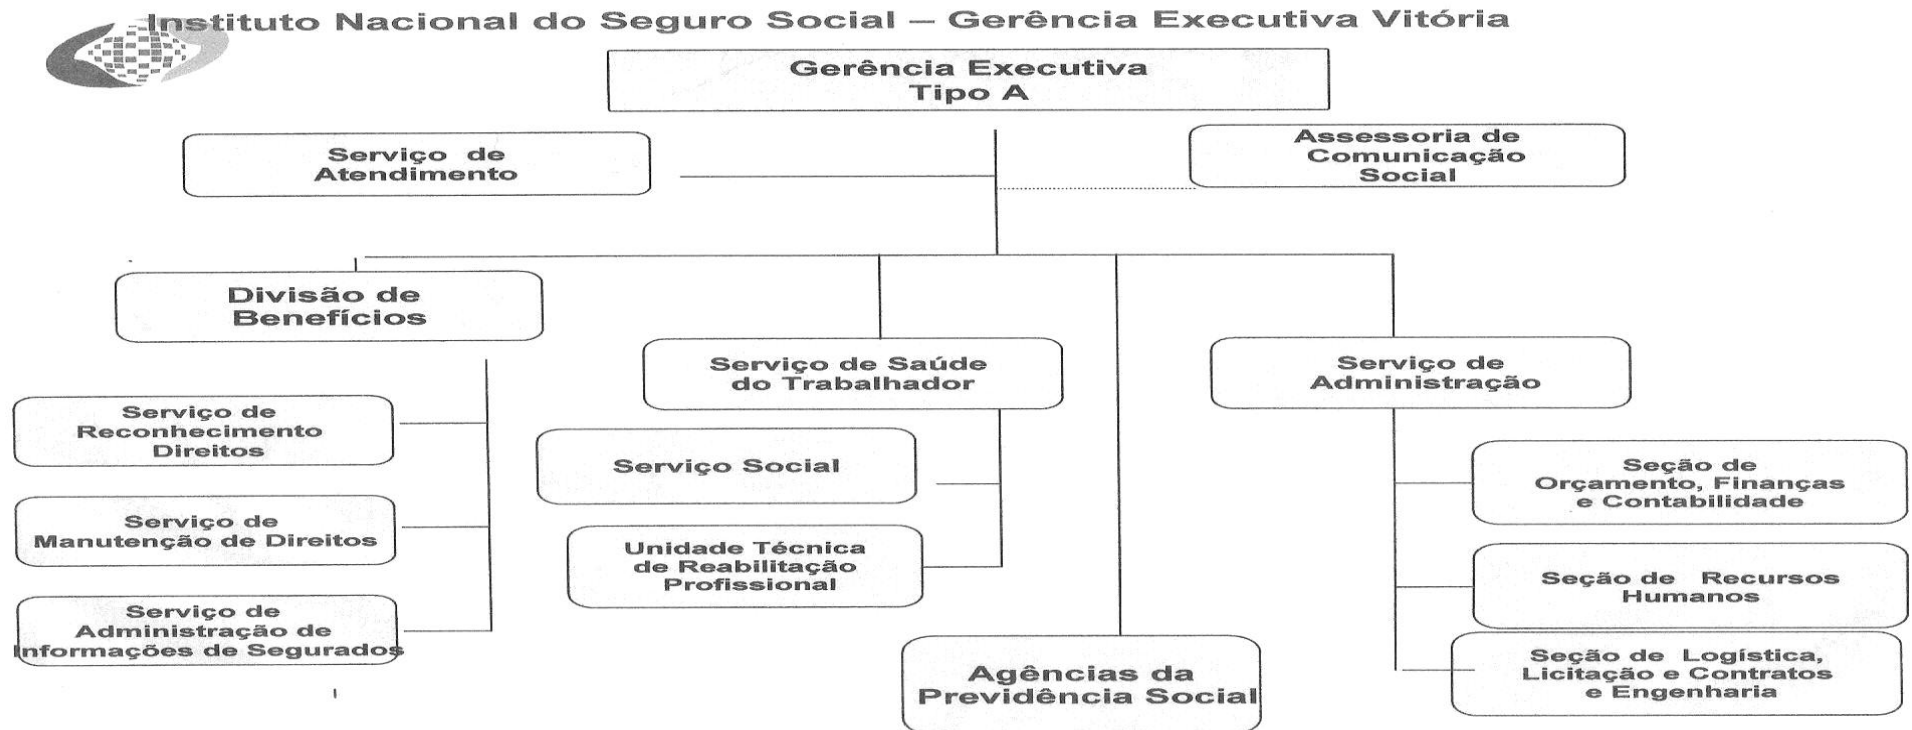 Instituto Nacional do Seguro Social – Gerência Executiva Vitória
Gerência Executiva
Tipo A
Serviço de
Atendimento
Assessoria de
Comunicação
Social
Divisão de
Benefícios
Serviço de Saúde
do Trabalhador
Serviço de
Administração
Serviço de
Reconhecimento
Direitos
Serviço Social
Seção de
Orçamento, Finanças
e Contabilidade
Serviço de
Manutenção de Direitos
Unidade Técnica
de Reabilitação
Profissional
Seção de Recursos
Humanos
Serviço de
Administração de
Informações de Segurados
Agências da
Previdência Social
Seção de Logística,
Licitação e Contratos
e Engenharia